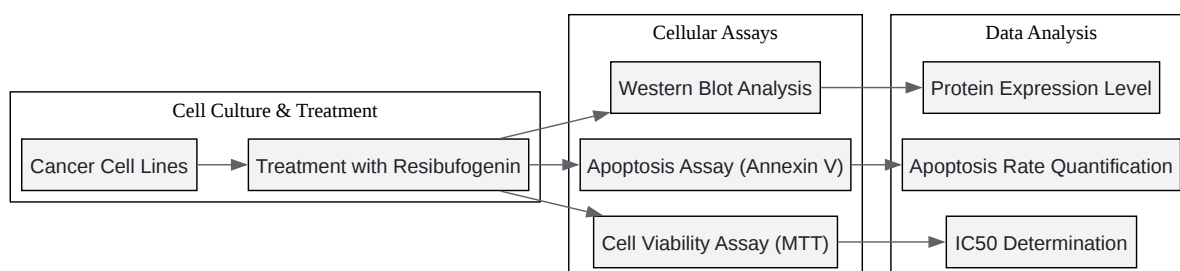 Cellular Assays
Data Analysis
Western Blot Analysis
Protein Expression Level
Cell Culture & Treatment
Cancer Cell Lines
Treatment with Resibufogenin
Apoptosis Assay (Annexin V)
Apoptosis Rate Quantification
Cell Viability Assay (MTT)
IC50 Determination